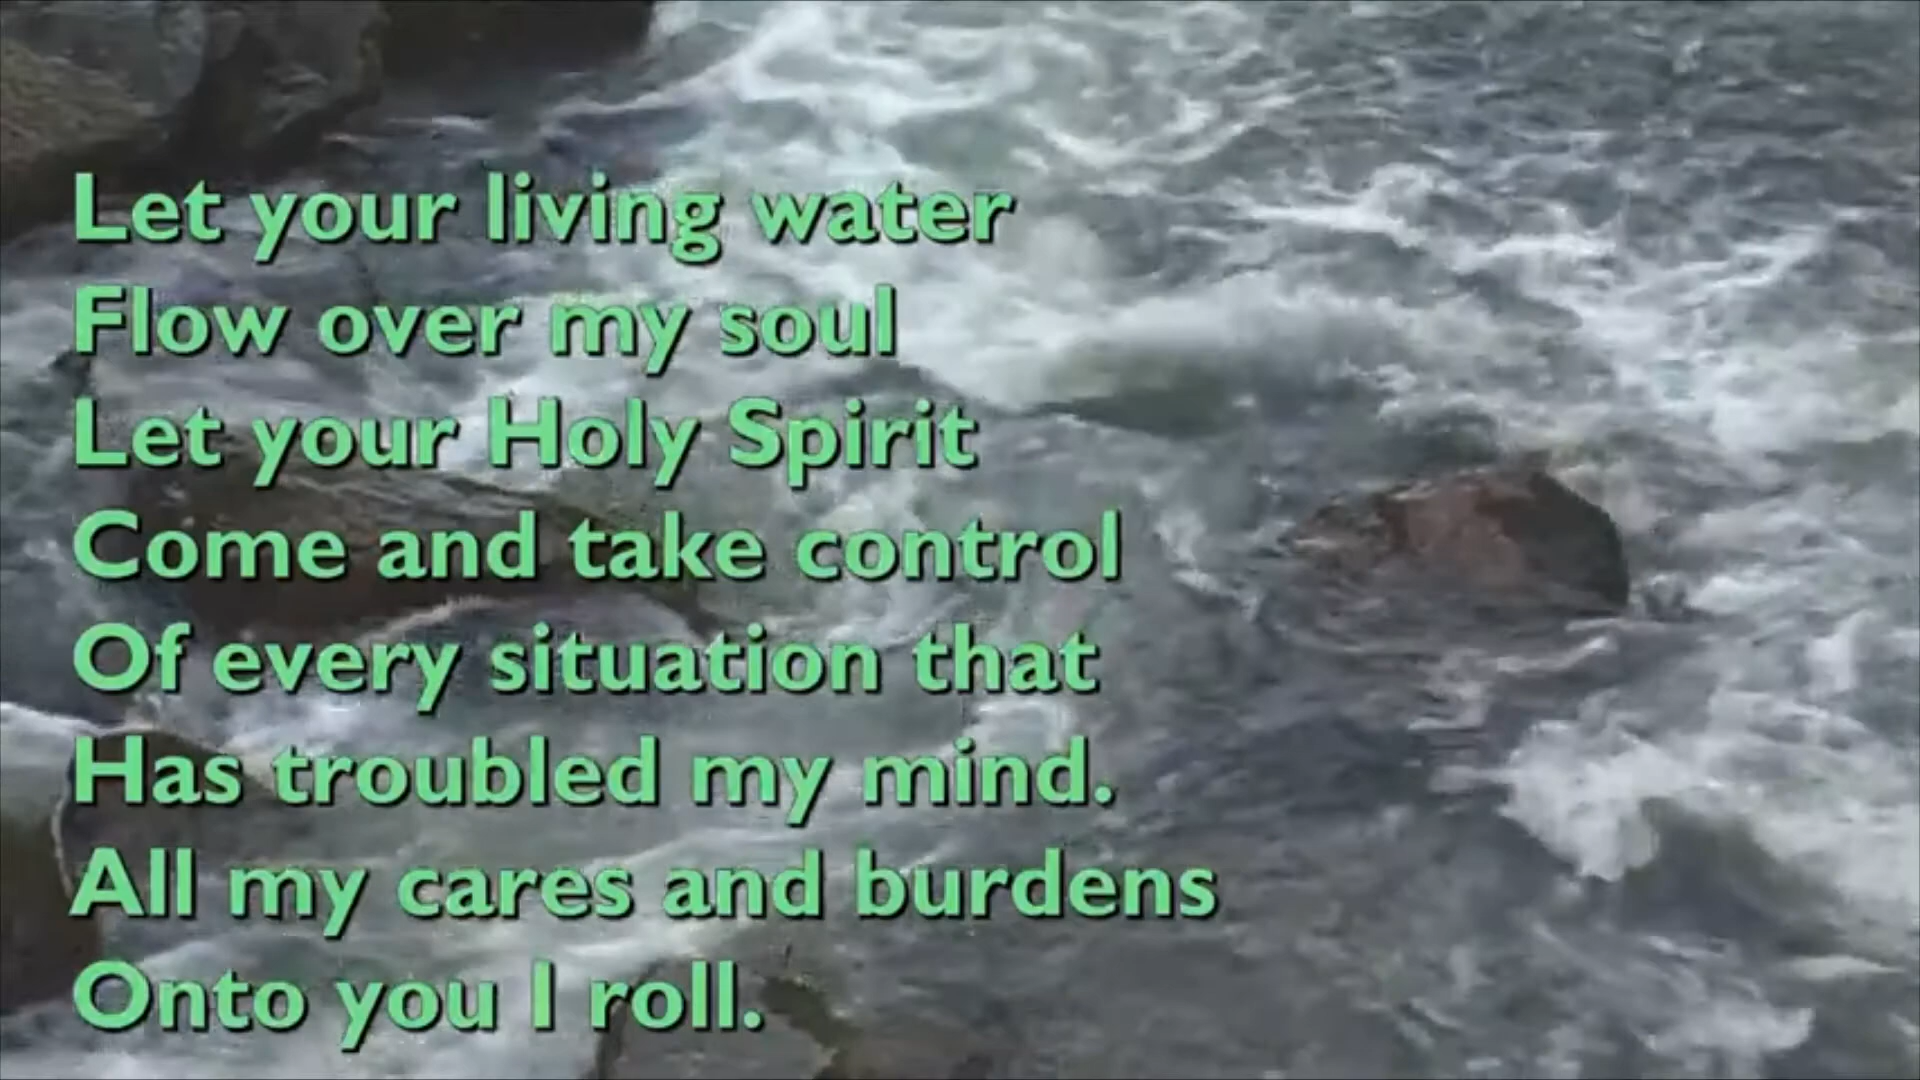 Let your living water
Flow over my soul
Let your Holy Spirit
Come and take control
Of every situation that
Has troubled my mind.
All my cares and burdens
Onto you I roll.